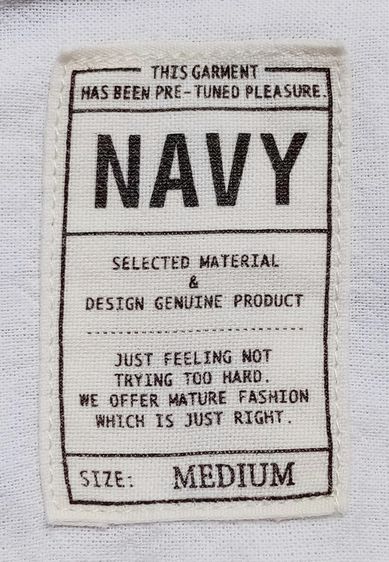 THIS GARMENT
HAS BEEN PRE-TUNED PLEASURE.
NAVY
SELECTED MATERIAL
&
DESIGN GENUINE PRODUCT
JUST FEELING NOT
TRYING TOO HARD.
WE OFFER MATURE FASHION
WHICH IS JUST RIGHT.
SIZE: MEDIUM